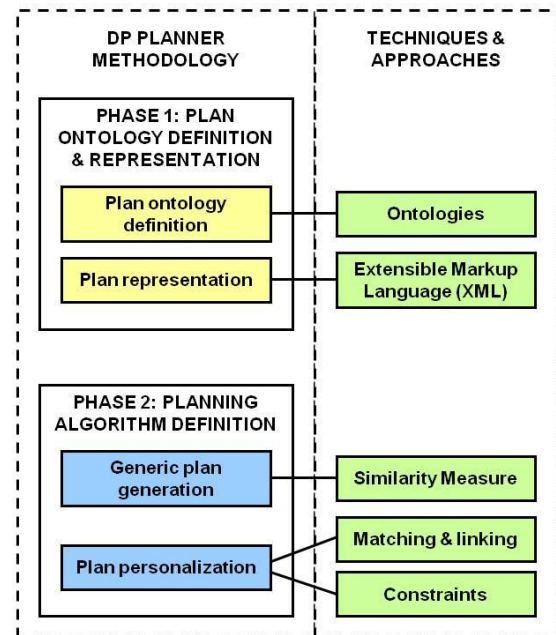 DP PLANNER
METHODOLOGY
TECHNIQUES &
APPROACHES
PHASE 1: PLAN
ONTOLOGY DEFINITION
& REPRESENTATION
Plan ontology
definition
Ontologies
Plan representation
Extensible Markup
Language (XML)
PHASE 2: PLANNING
ALGORITHM DEFINITION
Generic plan
generation
Similarity Measure
Plan personalization
Matching & linking
Constraints